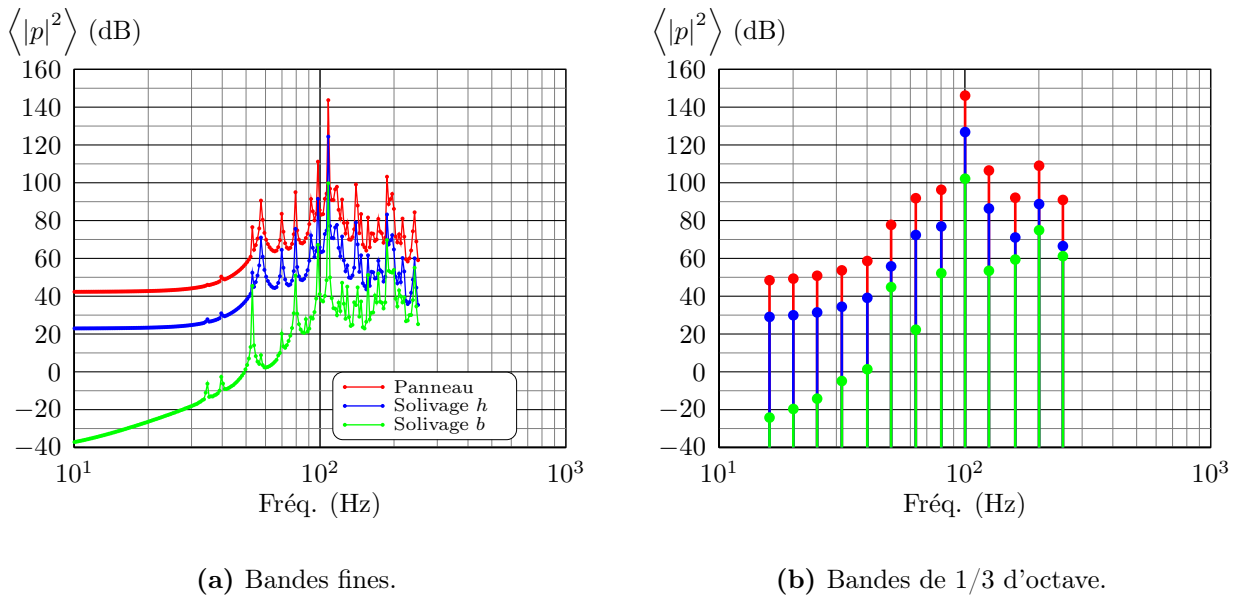 ⟨|p|²⟩ (dB)
160
140
120
100
80
60
40
20
0
−20
−40
10¹ 10² 10³
Fréq. (Hz)
Panneau
Solivage h
Solivage b
(a) Bandes fines.
⟨|p|²⟩ (dB)
160
140
120
100
80
60
40
20
0
−20
−40
10¹ 10² 10³
Fréq. (Hz)
(b) Bandes de 1/3 d'octave.